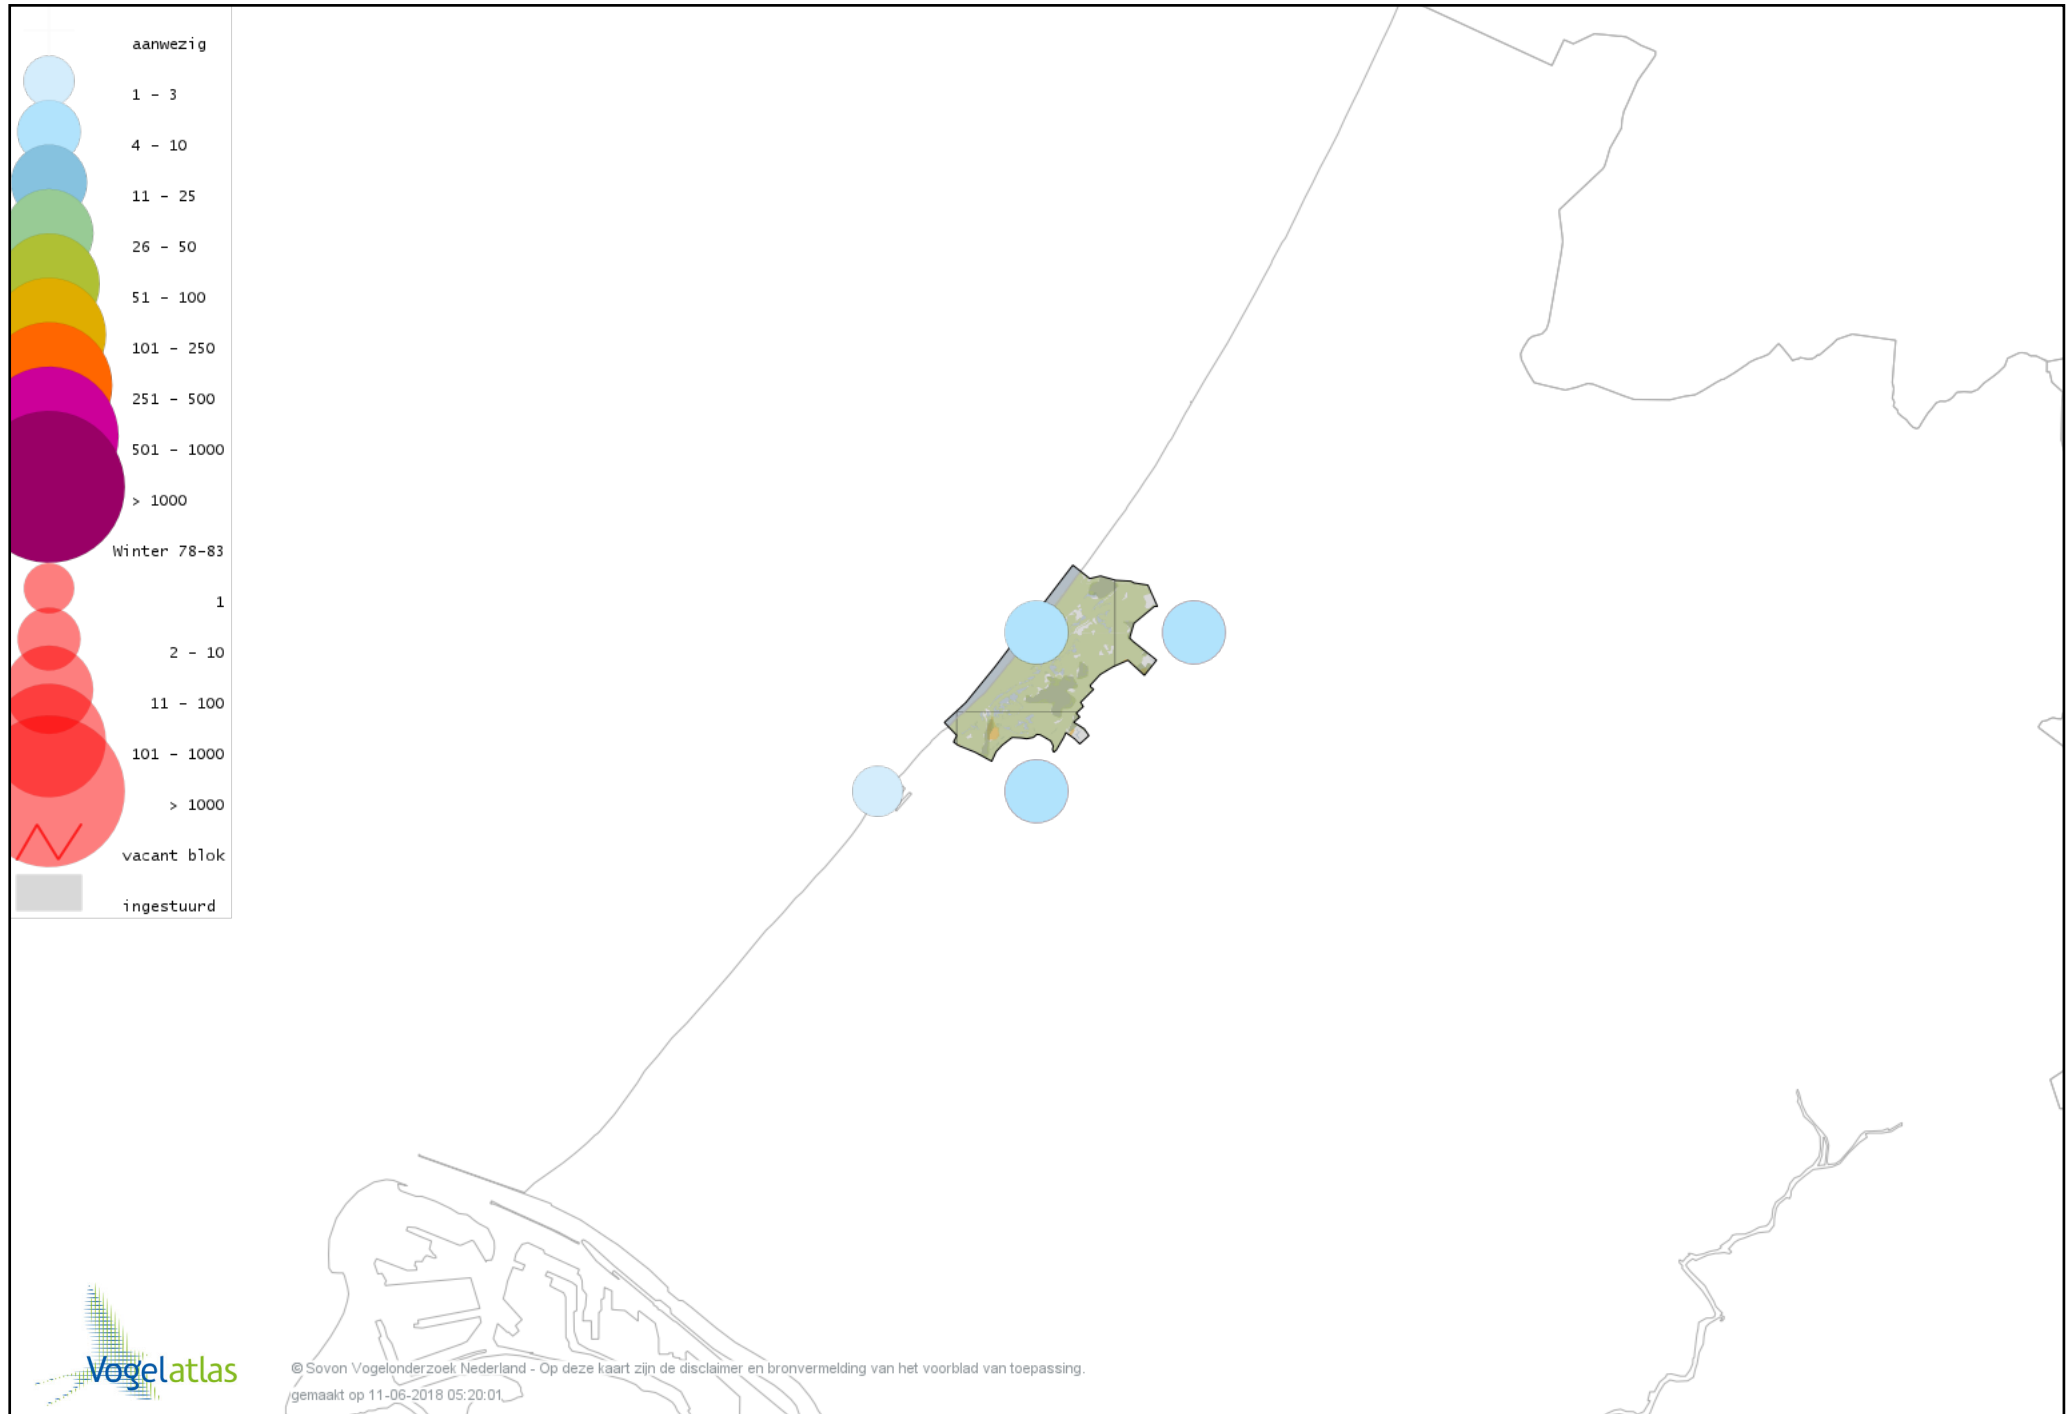 aanwezig
1 - 3
4 - 10
11 - 25
26 - 50
51 - 100
101 - 250
251 - 500
501 - 1000
> 1000
Winter 78-83
1
2 - 10
11 - 100
101 - 1000
> 1000
vacant blok
ingestuurd
Vogelatlas
© Sovon Vogelonderzoek Nederland - Op deze kaart zijn de disclaimer en bronvermelding van het voorblad van toepassing.
gemaakt op 11-06-2018 05:20:01